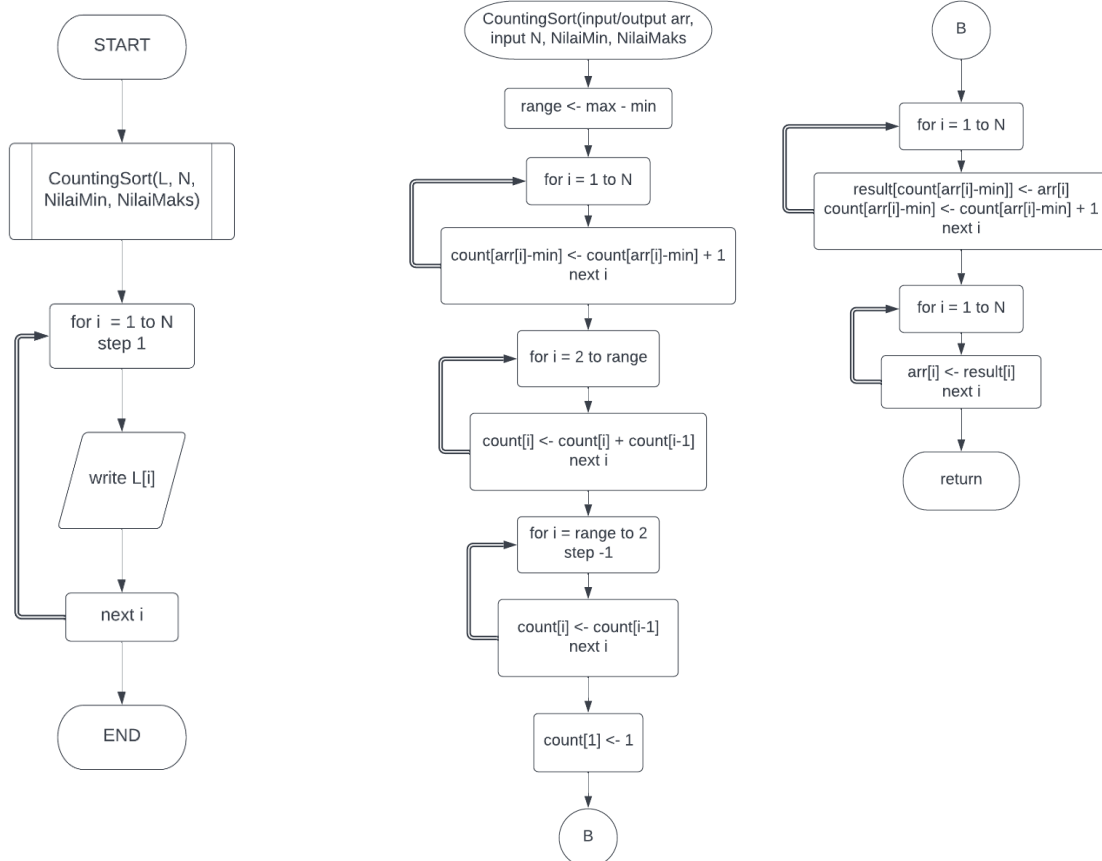 START
CountingSort(L, N,
NilaiMin, NilaiMaks)
for i  = 1 to N
step 1
write L[i]
next i
END
CountingSort(input/output arr,
input N, NilaiMin, NilaiMaks
range <- max - min
for i = 1 to N
count[arr[i]-min] <- count[arr[i]-min] + 1
next i
for i = 2 to range
count[i] <- count[i] + count[i-1]
next i
for i = range to 2
step -1
count[i] <- count[i-1]
next i
count[1] <- 1
B
B
for i = 1 to N
result[count[arr[i]-min]] <- arr[i]
count[arr[i]-min] <- count[arr[i]-min] + 1
next i
for i = 1 to N
arr[i] <- result[i]
next i
return